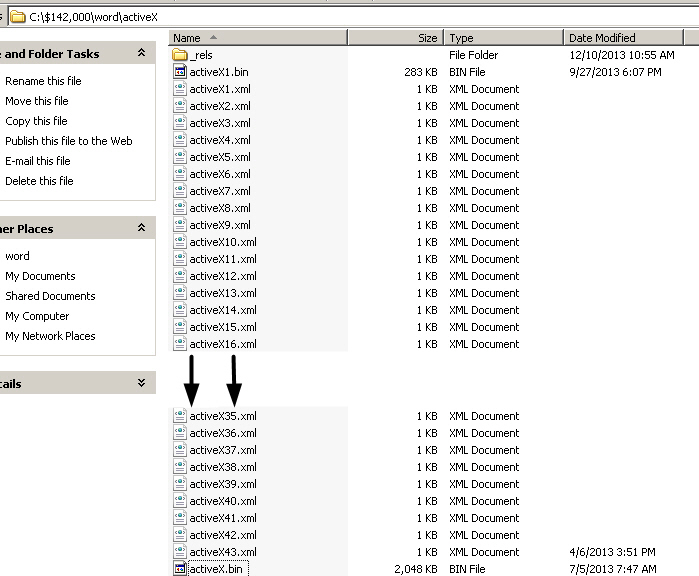 C:\$142,000\word\activeX
Name Size Type Date Modified
_rels File Folder 12/10/2013 10:55 AM
activeX1.bin 283 KB BIN File 9/27/2013 6:07 PM
activeX1.xml 1 KB XML Document
activeX2.xml 1 KB XML Document
activeX3.xml 1 KB XML Document
activeX4.xml 1 KB XML Document
activeX5.xml 1 KB XML Document
activeX6.xml 1 KB XML Document
activeX7.xml 1 KB XML Document
activeX8.xml 1 KB XML Document
activeX9.xml 1 KB XML Document
activeX10.xml 1 KB XML Document
activeX11.xml 1 KB XML Document
activeX12.xml 1 KB XML Document
activeX13.xml 1 KB XML Document
activeX14.xml 1 KB XML Document
activeX15.xml 1 KB XML Document
activeX16.xml 1 KB XML Document
activeX35.xml 1 KB XML Document
activeX36.xml 1 KB XML Document
activeX37.xml 1 KB XML Document
activeX38.xml 1 KB XML Document
activeX39.xml 1 KB XML Document
activeX40.xml 1 KB XML Document
activeX41.xml 1 KB XML Document
activeX42.xml 1 KB XML Document
activeX43.xml 1 KB XML Document 4/6/2013 3:51 PM
activeX.bin 2,048 KB BIN File 7/5/2013 7:47 AM
e and Folder Tasks
Rename this file
Move this file
Copy this file
Publish this file to the Web
E-mail this file
Delete this file
her Places
word
My Documents
Shared Documents
My Computer
My Network Places
tails